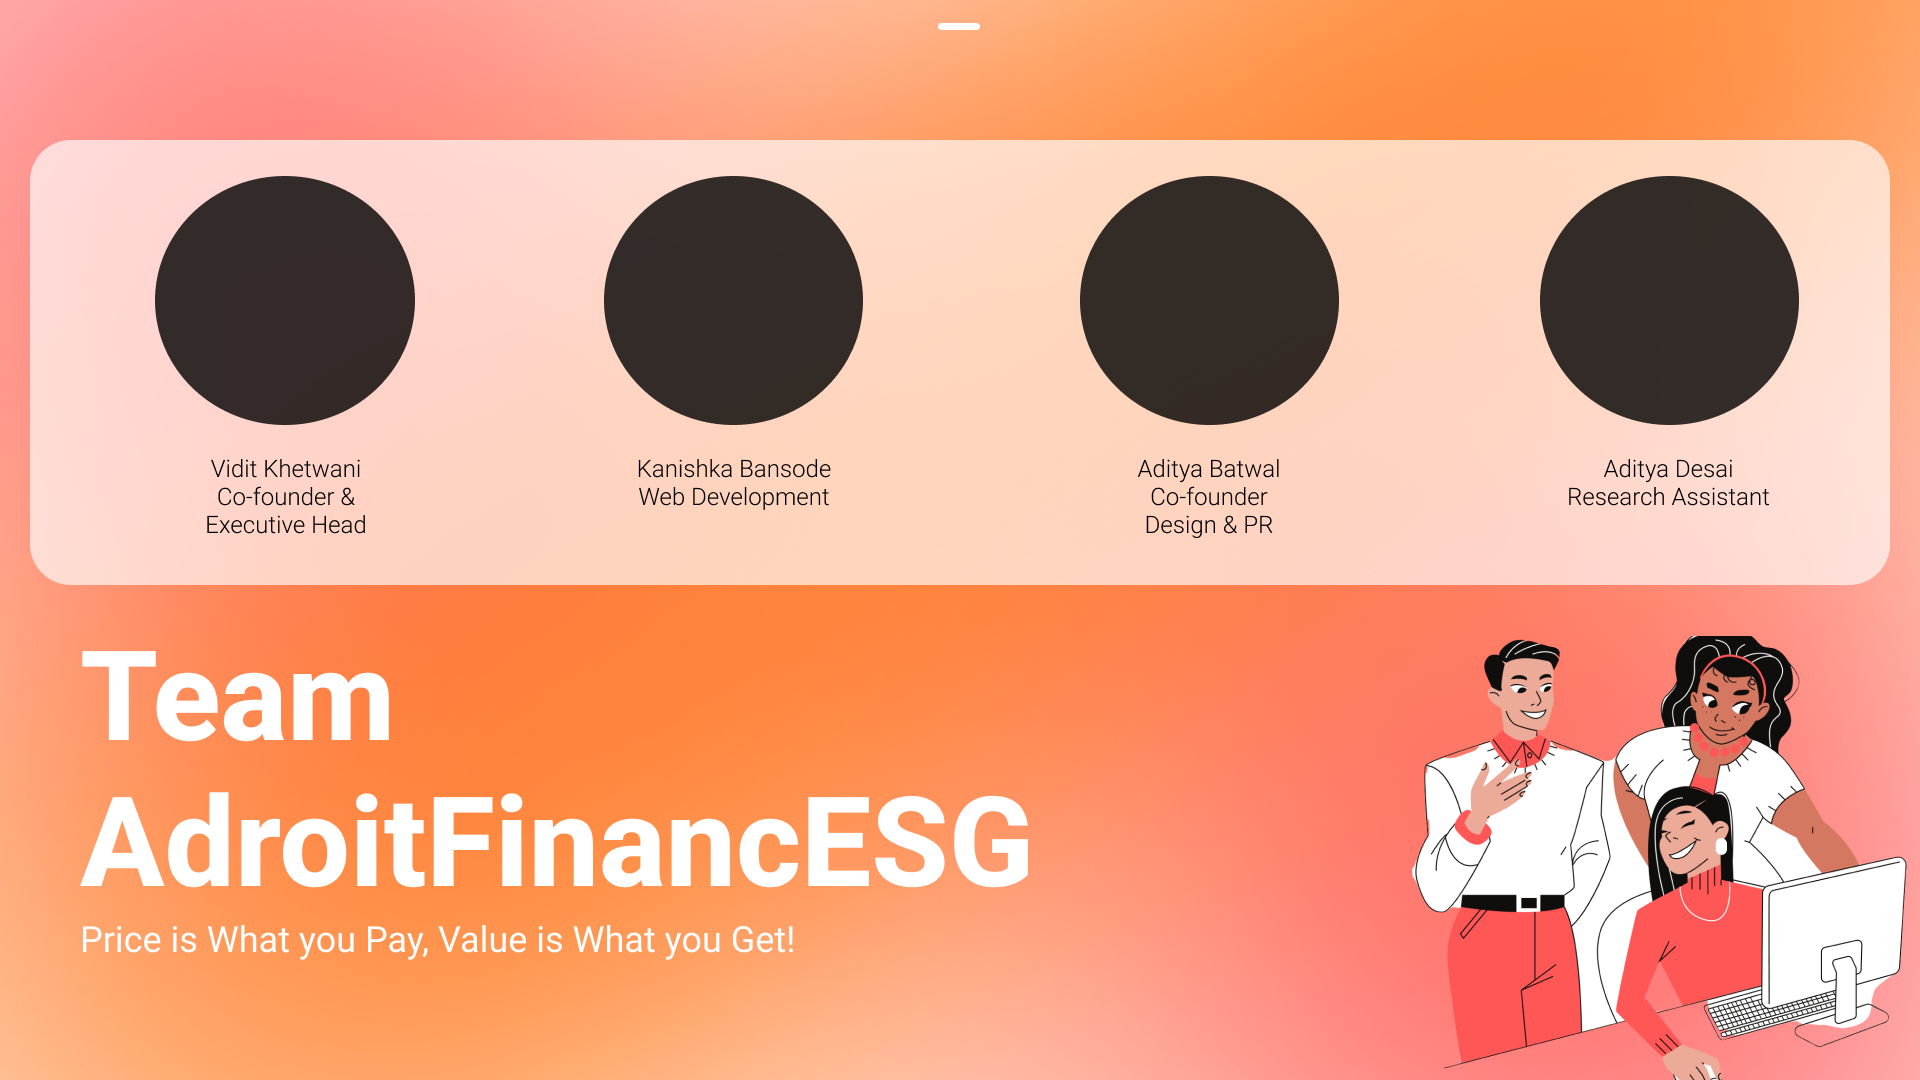 Vidit Khetwani
Co-founder &
Executive Head
Kanishka Bansode
Web Development
Aditya Batwal
Co-founder
Design & PR
Aditya Desai
Research Assistant
Team
AdroitFinancESG
Price is What you Pay, Value is What you Get!